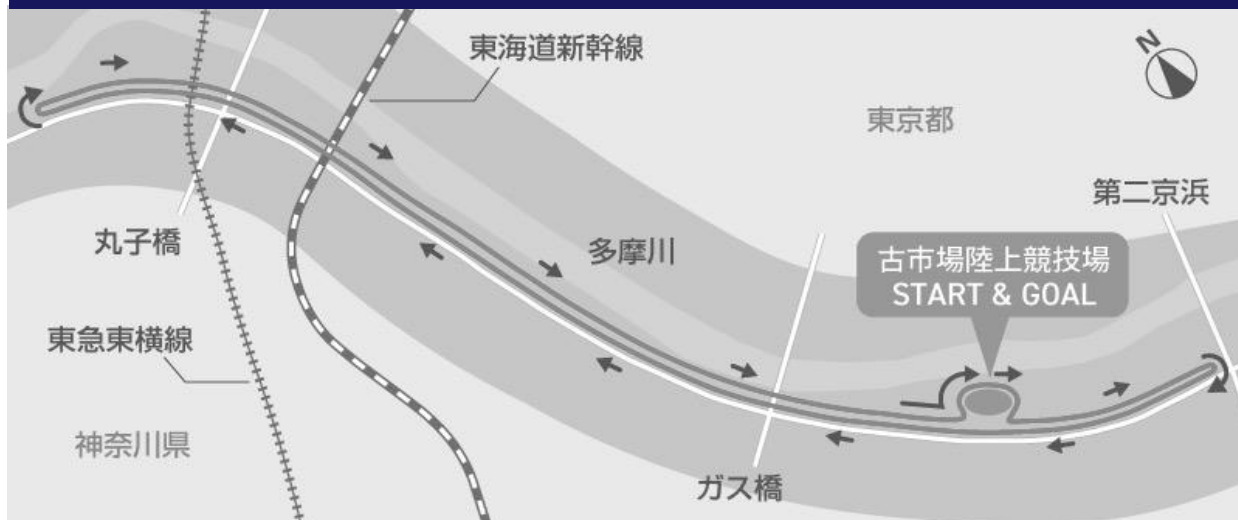 東海道新幹線
N
東京都
第二京浜
丸子橋
多摩川
古市場陸上競技場
START & GOAL
東急東横線
神奈川県
ガス橋